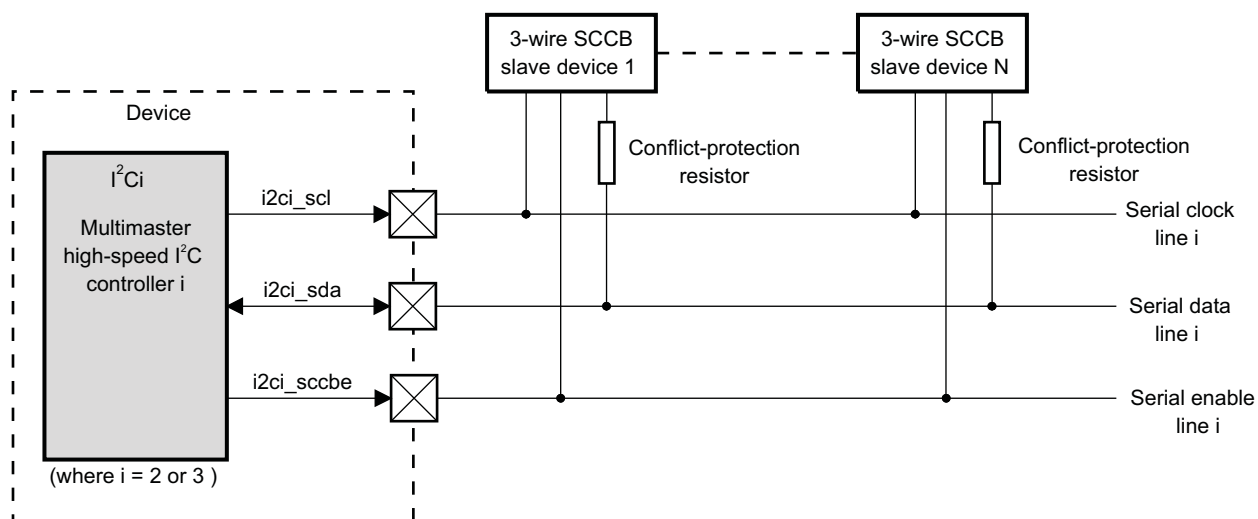 3-wire SCCB
slave device 1
3-wire SCCB
slave device N
Device
I²Ci
Multimaster
high-speed I²C
controller i
(where i = 2 or 3 )
i2ci_scl
i2ci_sda
i2ci_sccbe
Conflict-protection
resistor
Conflict-protection
resistor
Serial clock
line i
Serial data
line i
Serial enable
line i